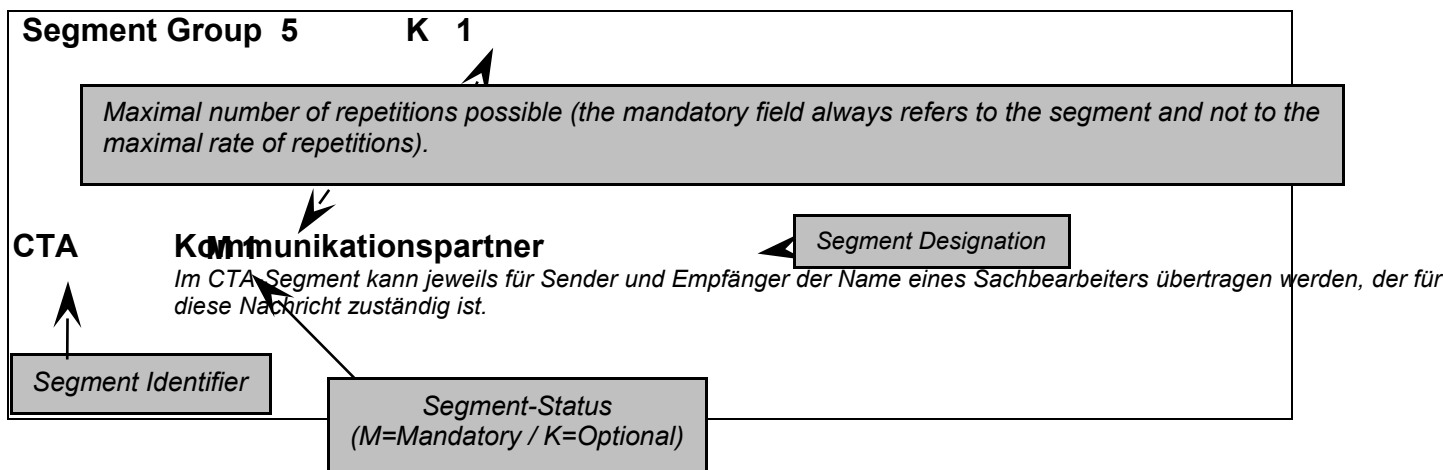 Segment Group 5 K 1
Maximal number of repetitions possible (the mandatory field always refers to the segment and not to the
maximal rate of repetitions).
CTA Kommunikationspartner
M 1
Segment Designation
Im CTA-Segment kann jeweils für Sender und Empfänger der Name eines Sachbearbeiters übertragen werden, der für
diese Nachricht zuständig ist.
Segment Identifier
Segment-Status
(M=Mandatory / K=Optional)